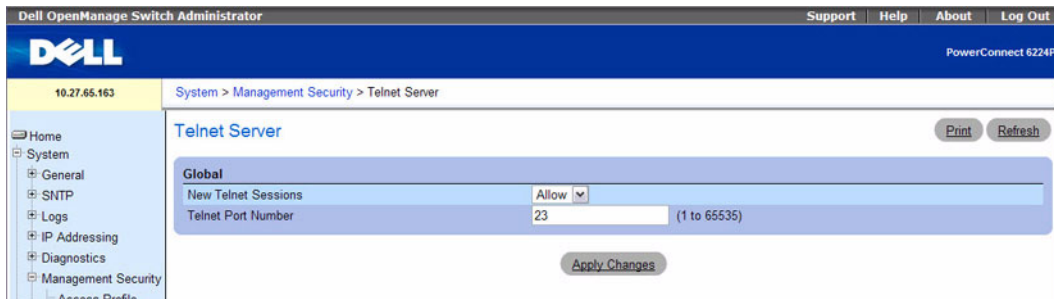 Dell OpenManage Switch Administrator
Support Help About Log Out
DELL
PowerConnect 6224P
10.27.65.163
System > Management Security > Telnet Server
Home
System
General
SNTP
Logs
IP Addressing
Diagnostics
Management Security
Access Profile
Telnet Server
Print Refresh
Global
New Telnet Sessions Allow
Telnet Port Number 23 (1 to 65535)
Apply Changes